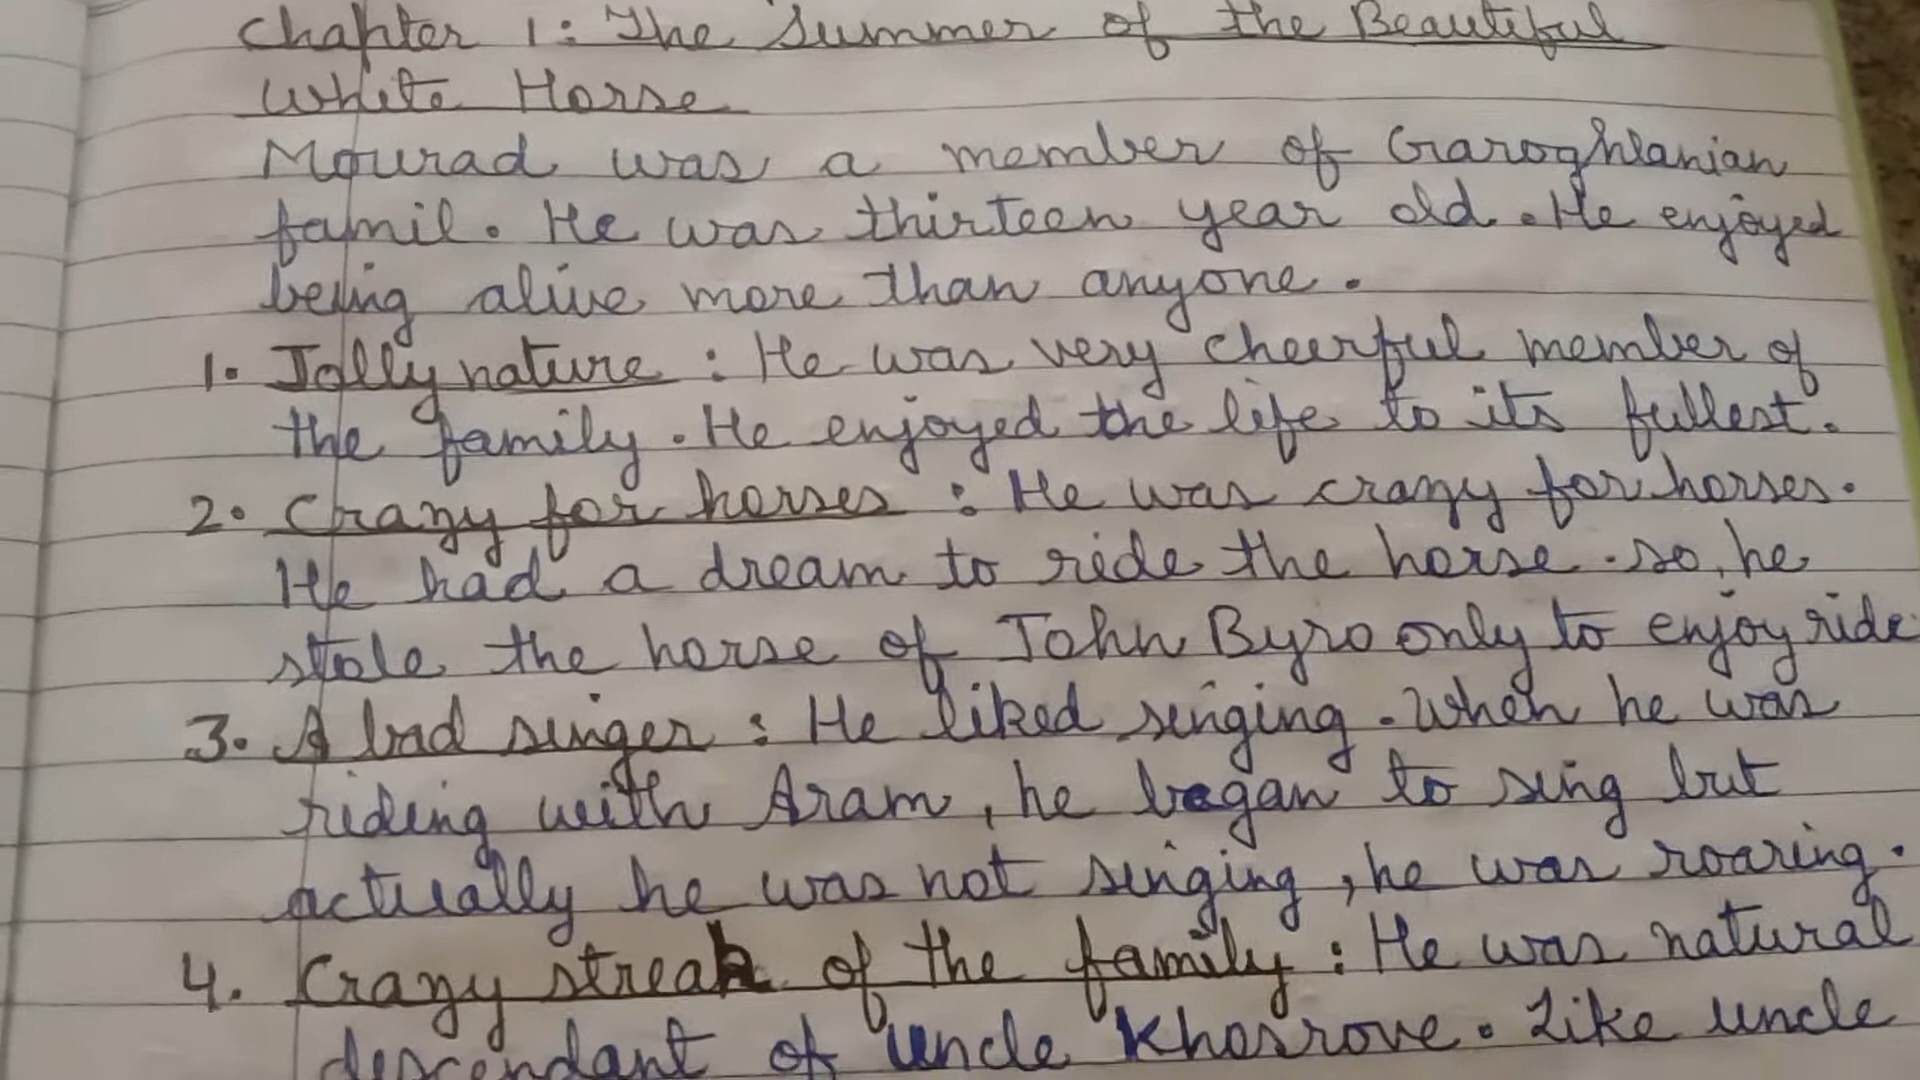 Chapter 1: The Summer of the Beautiful
White Horse
Mourad was a member of Garoghlanian
famil. He was thirteen year old. He enjoyed
being alive more than anyone.
1. Jolly nature : He was very cheerful member of
the family. He enjoyed the life to its fullest.
2. Crazy for horses : He was crazy for horses.
He had a dream to ride the horse. so, he
stole the horse of John Byro only to enjoy ride
3. A bad singer : He liked singing. When he was
riding with Aram, he began to sing but
actually he was not singing, he was roaring.
4. Crazy streak of the family : He was natural
descendant of uncle Khosrove. Like uncle